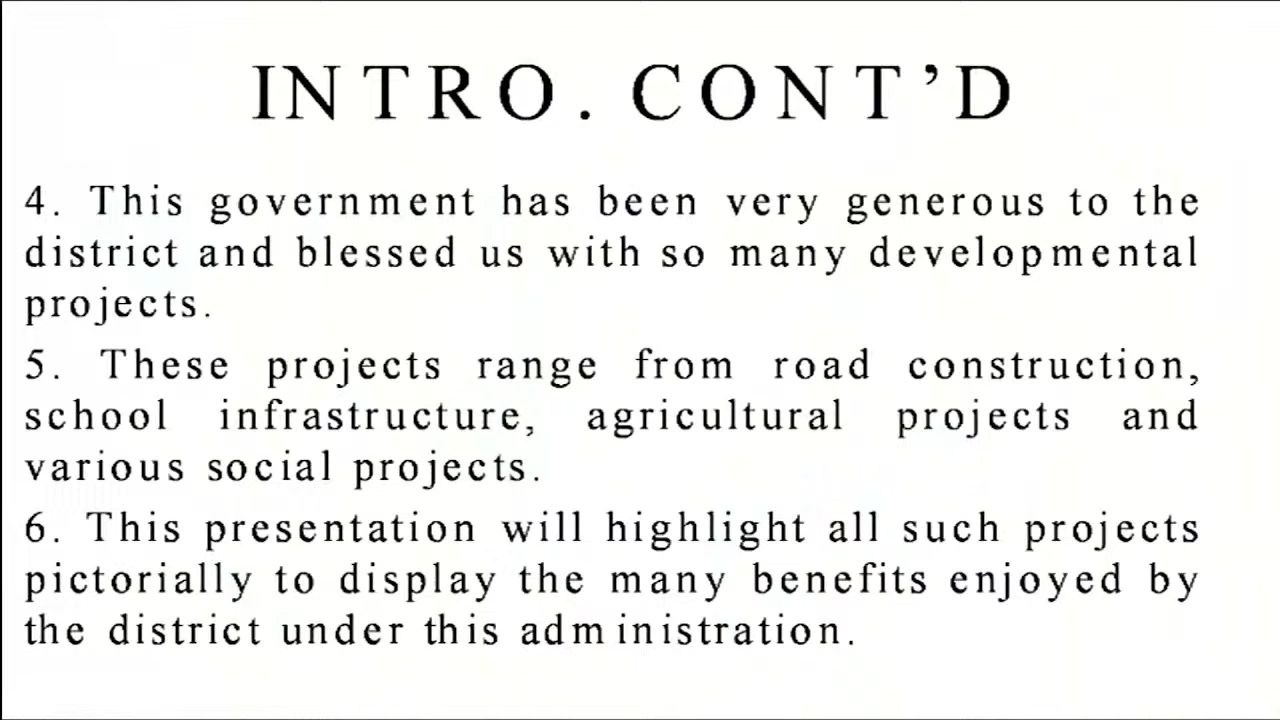 INTRO. CONT’D
4. This government has been very generous to the
district and blessed us with so many developmental
projects.
5. These projects range from road construction,
school infrastructure, agricultural projects and
various social projects.
6. This presentation will highlight all such projects
pictorially to display the many benefits enjoyed by
the district under this administration.